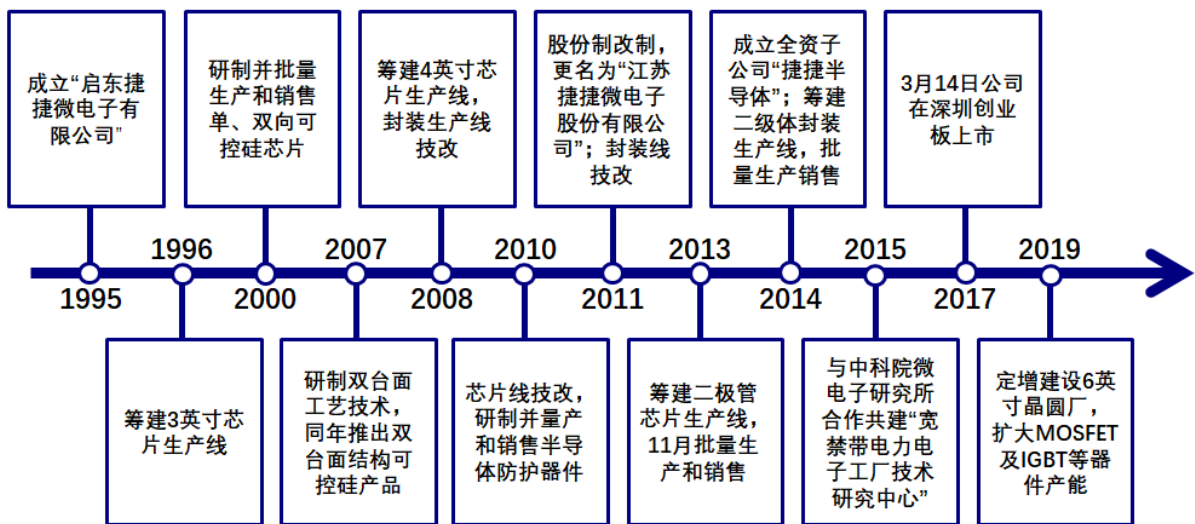 成立“启东捷
捷微电子有
限公司”
研制并批量
生产和销售
单、双向可
控硅芯片
筹建4英寸芯
片生产线，
封装生产线
技改
股份制改制，
更名为“江苏
捷捷微电子
股份有限公
司”；封装线
技改
成立全资子
公司“捷捷半
导体”；筹建
二级体封装
生产线，批
量生产销售
3月14日公司
在深圳创业
板上市
1996
2007
2010
2013
2015
2019
1995
2000
2008
2011
2014
2017
筹建3英寸芯
片生产线
研制双台面
工艺技术，
同年推出双
台面结构可
控硅产品
芯片线技改，
研制并量产
和销售半导
体防护器件
筹建二极管
芯片生产线，
11月批量生
产和销售
与中科院微
电子研究所
合作共建“宽
禁带电力电
子工厂技术
研究中心”
定增建设6英
寸晶圆厂，
扩大MOSFET
及IGBT等器
件产能